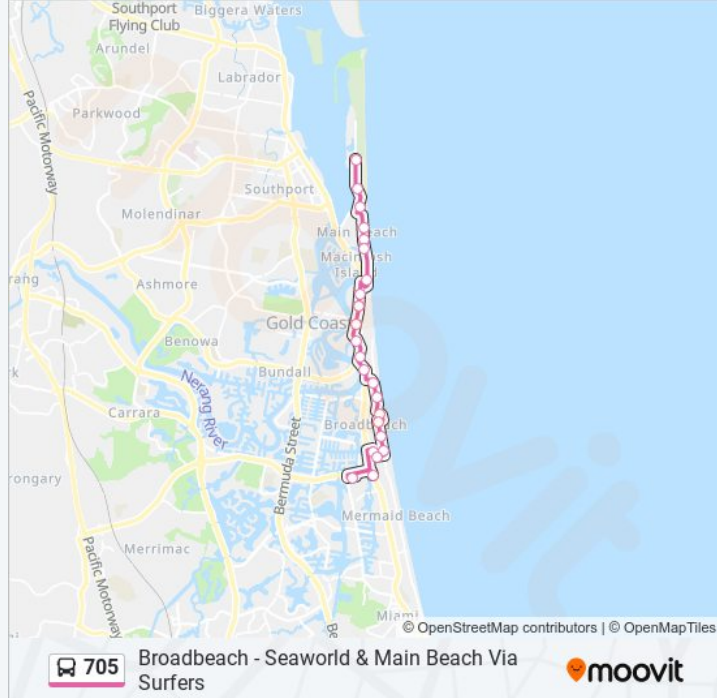 Southport
Flying Club
Biggera Waters
Arundel
Labrador
Pacific Motorway
Parkwood
Southport
Molendinar
Main Beach
Macintosh
Island
rang
Ashmore
Gold Coast
Benowa
Bundall
Nerang River
Carrara
Broadbeach
Bermuda Street
rongary
Mermaid Beach
Merrimac
Pacific Motorway
Miami
Be
© OpenStreetMap contributors | © OpenMapTiles
705
Broadbeach - Seaworld & Main Beach Via
Surfers
moovit